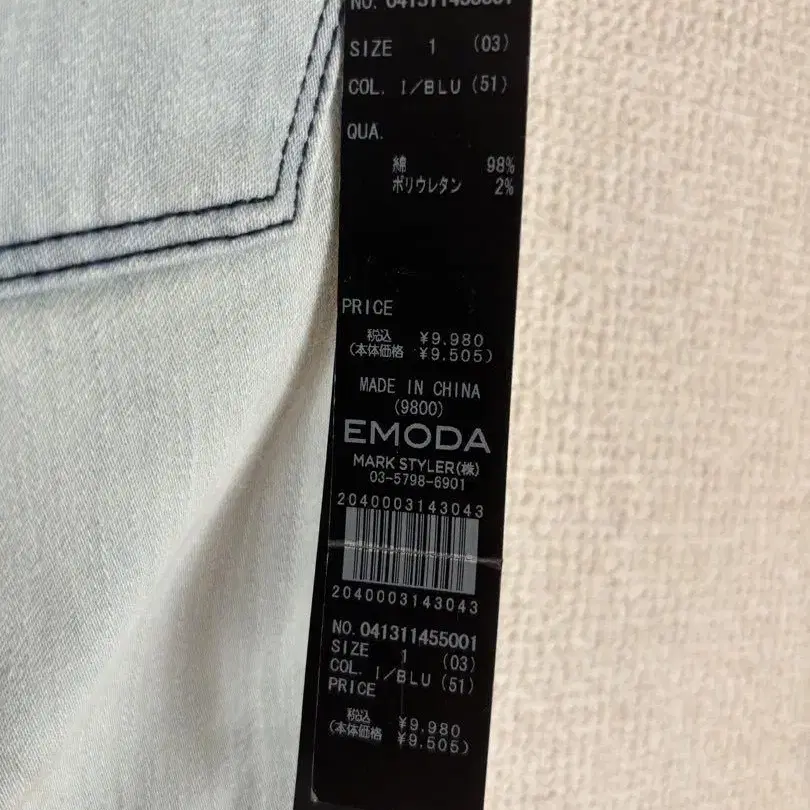 NO. 041311455001
SIZE 1 (03)
COL. I/BLU (51)
QUA.
綿 98%
ポリウレタン 2%
PRICE
税込 ¥9.980
(本体価格 ¥9.505)
MADE IN CHINA
(9800)
EMODA
MARK STYLER(株)
03-5798-6901
2040003143043
2040003143043
NO. 041311455001
SIZE 1 (03)
COL. I/BLU (51)
PRICE
税込 ¥9.980
(本体価格 ¥9.505)